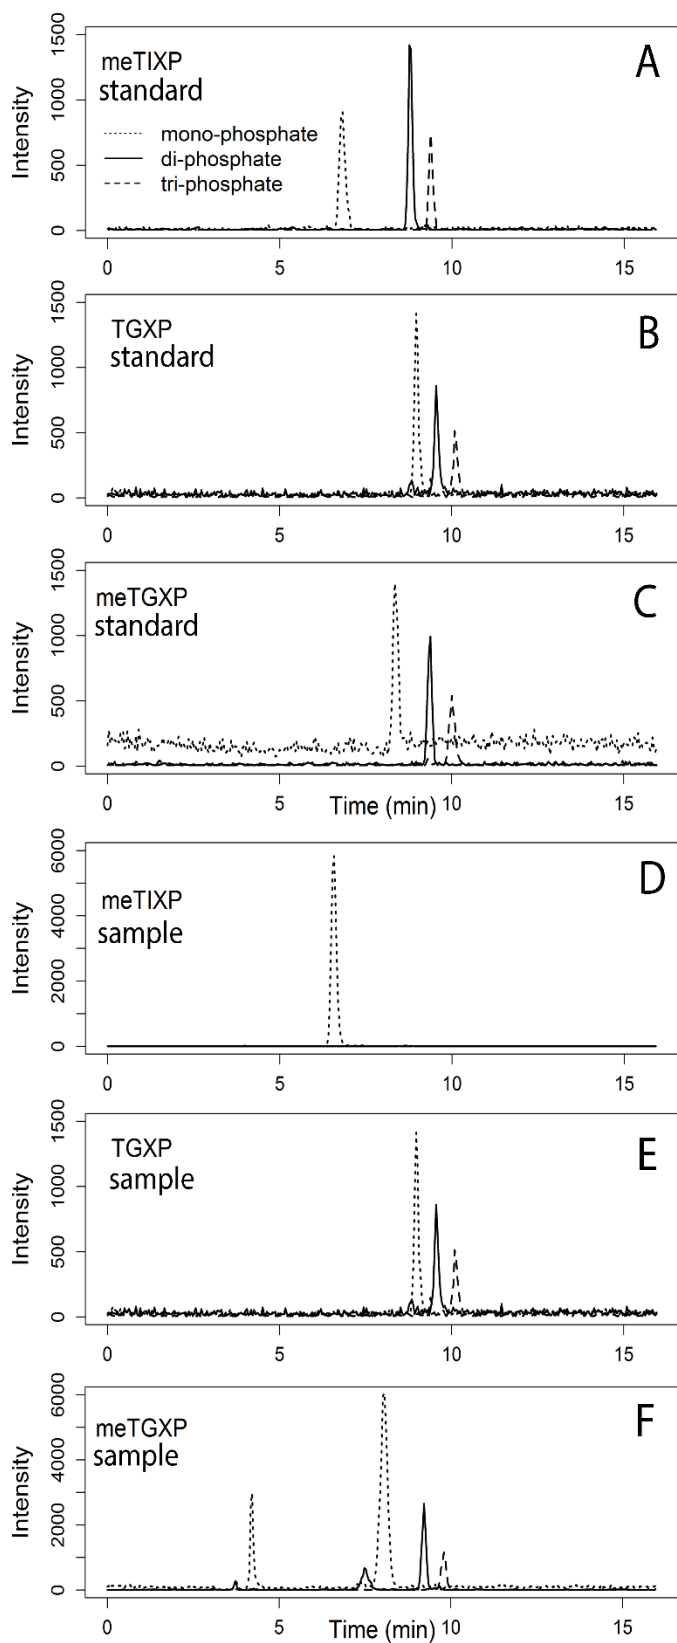 1500
1000
500
0
Intensity
meTIXP
standard
A
mono-phosphate
di-phosphate
tri-phosphate
0 5 10 15
1500
1000
500
0
Intensity
TGXP
standard
B
0 5 10 15
1500
1000
500
0
Intensity
meTGXP
standard
C
0 5 10 15
Time (min)
6000
4000
2000
0
Intensity
meTIXP
sample
D
0 5 10 15
1500
1000
500
0
Intensity
TGXP
sample
E
0 5 10 15
6000
4000
2000
0
Intensity
meTGXP
sample
F
0 5 10 15
Time (min)